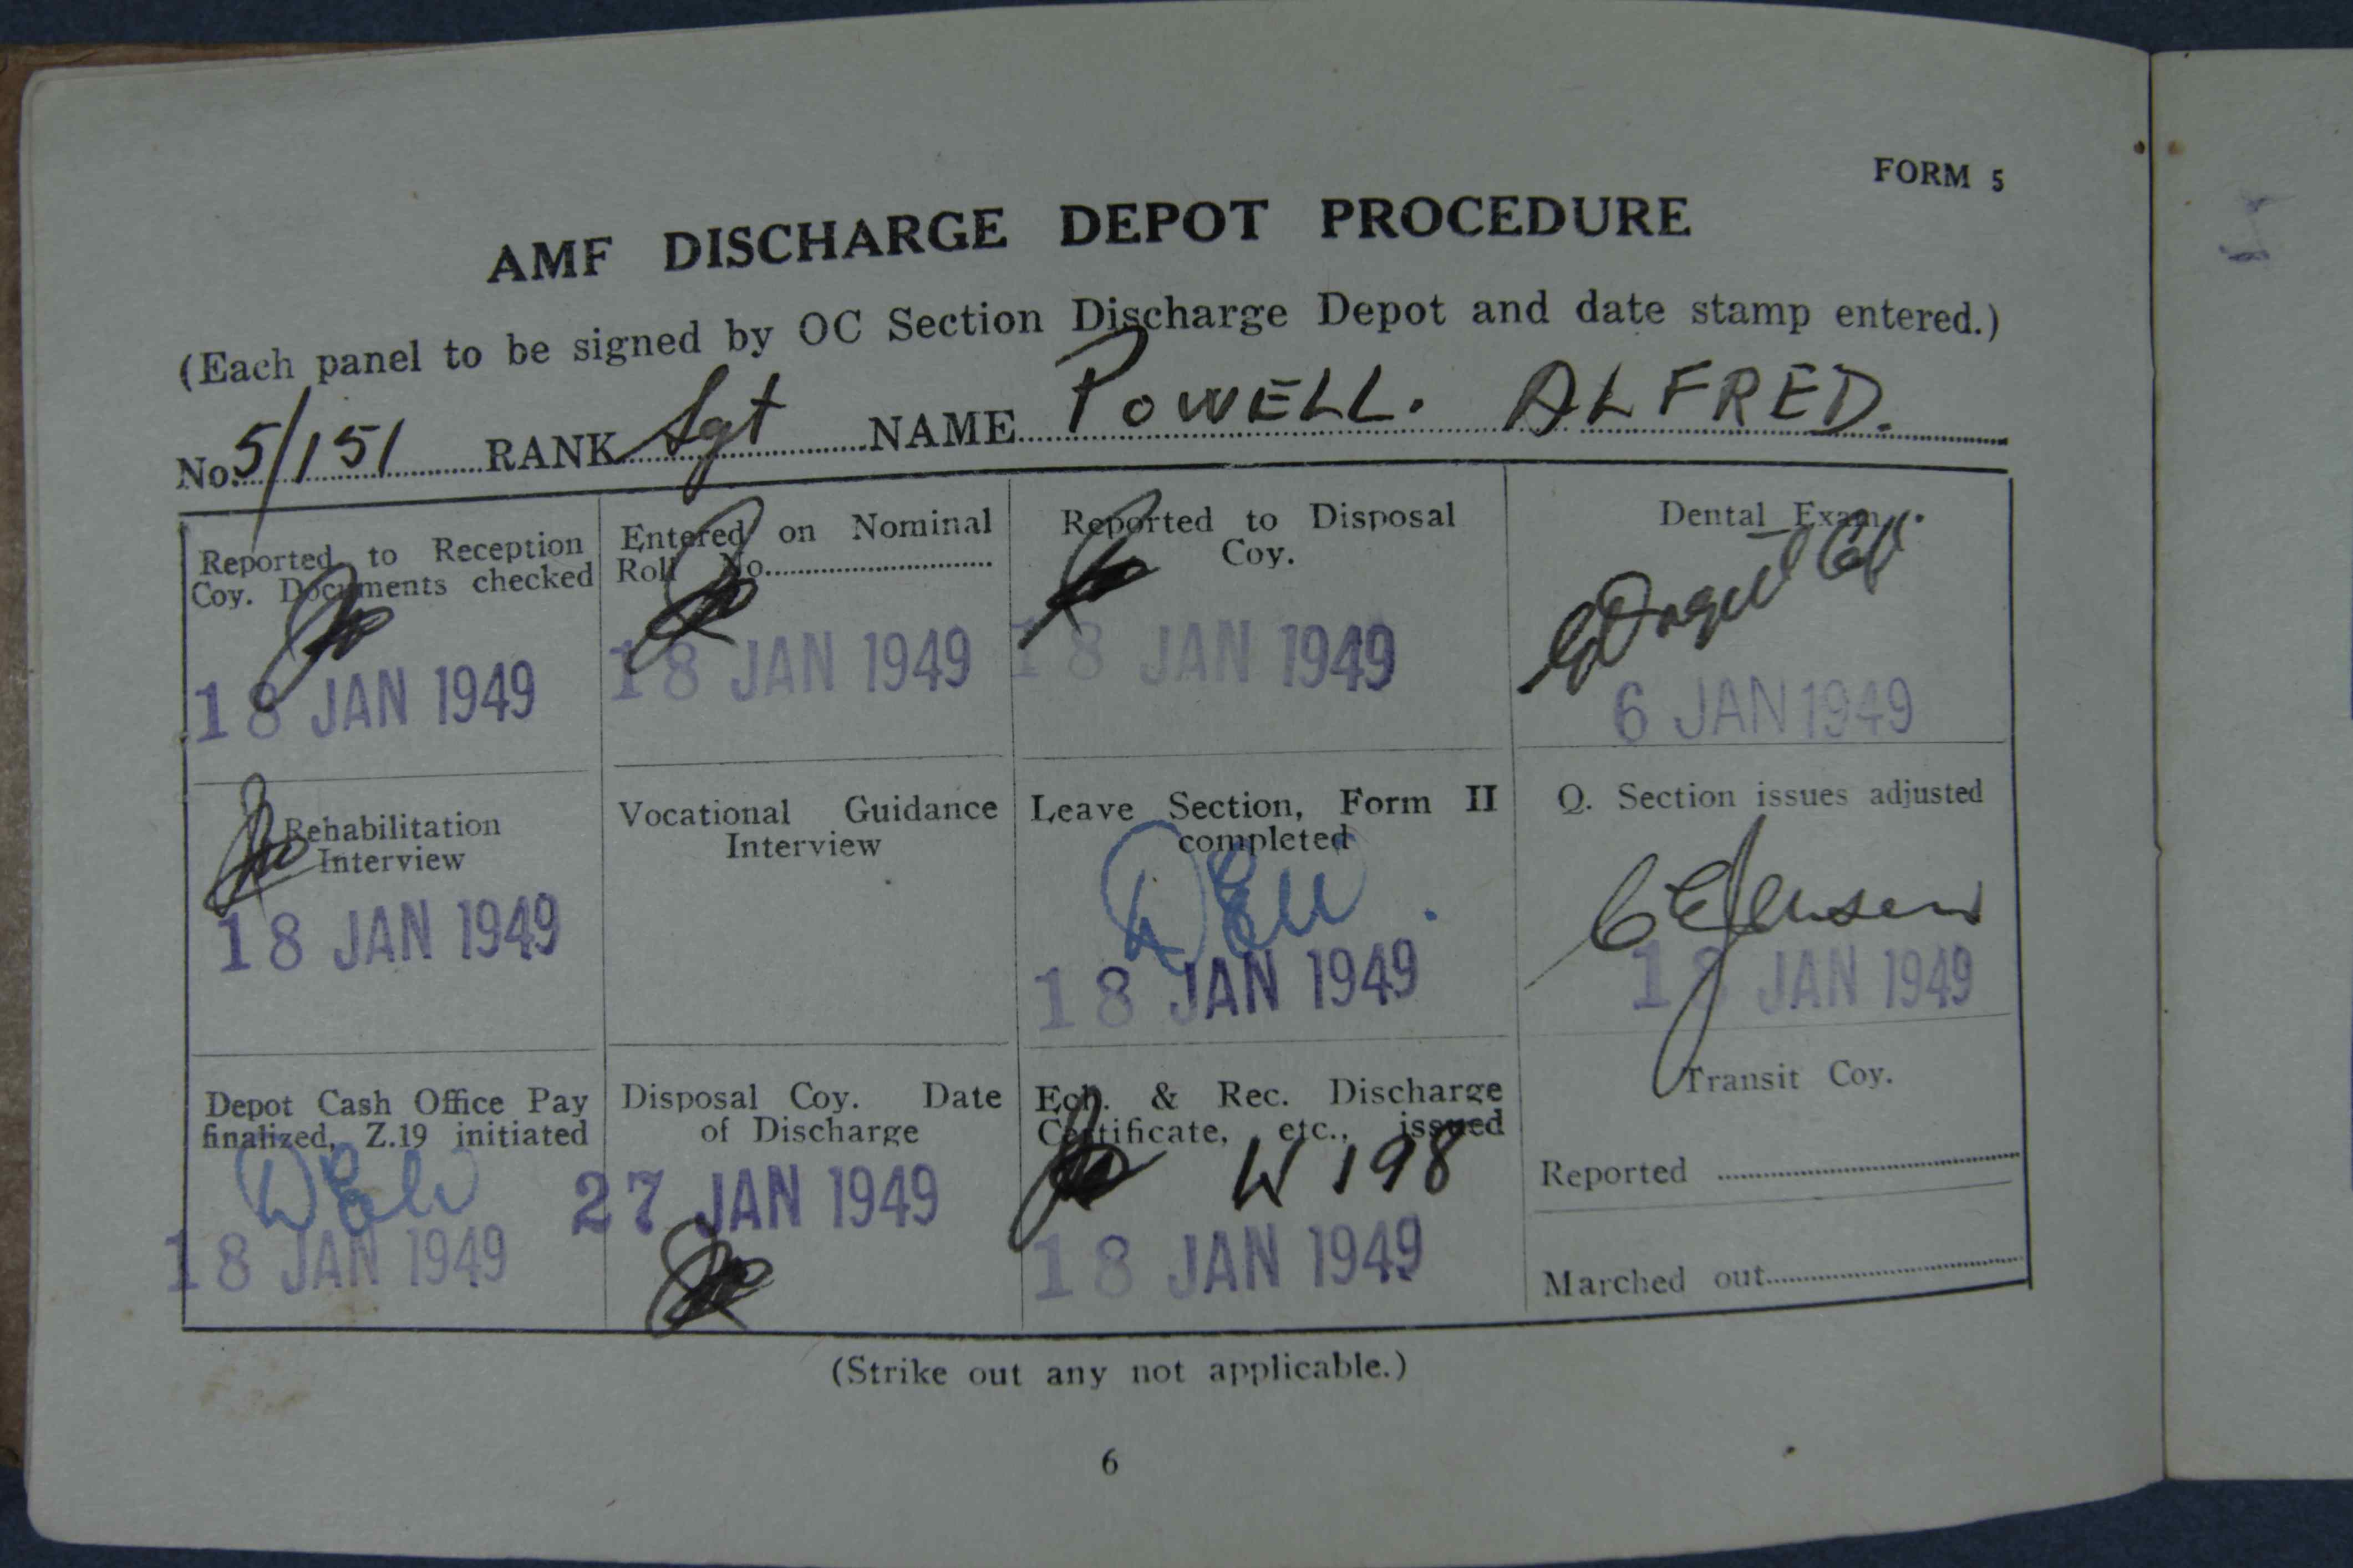 FORM 5
AMF DISCHARGE DEPOT PROCEDURE
(Each panel to be signed by OC Section Discharge Depot and date stamp entered.)
No. 5/151 RANK Sgt NAME POWELL. ALFRED.
Reported to Reception
Coy. Documents checked
18 JAN 1949
Entered on Nominal
Roll No.
18 JAN 1949
Reported to Disposal
Coy.
18 JAN 1949
Dental Exam.
6 JAN 1949
Rehabilitation
Interview
18 JAN 1949
Vocational Guidance
Interview
Leave Section, Form II
completed
18 JAN 1949
Q. Section issues adjusted
C E Jensen
18 JAN 1949
Depot Cash Office Pay
finalized, Z.19 initiated
18 JAN 1949
Disposal Coy. Date
of Discharge
27 JAN 1949
Ech. & Rec. Discharge
Certificate, etc., issued
W 198
18 JAN 1949
Transit Coy.
Reported
Marched out
(Strike out any not applicable.)
6